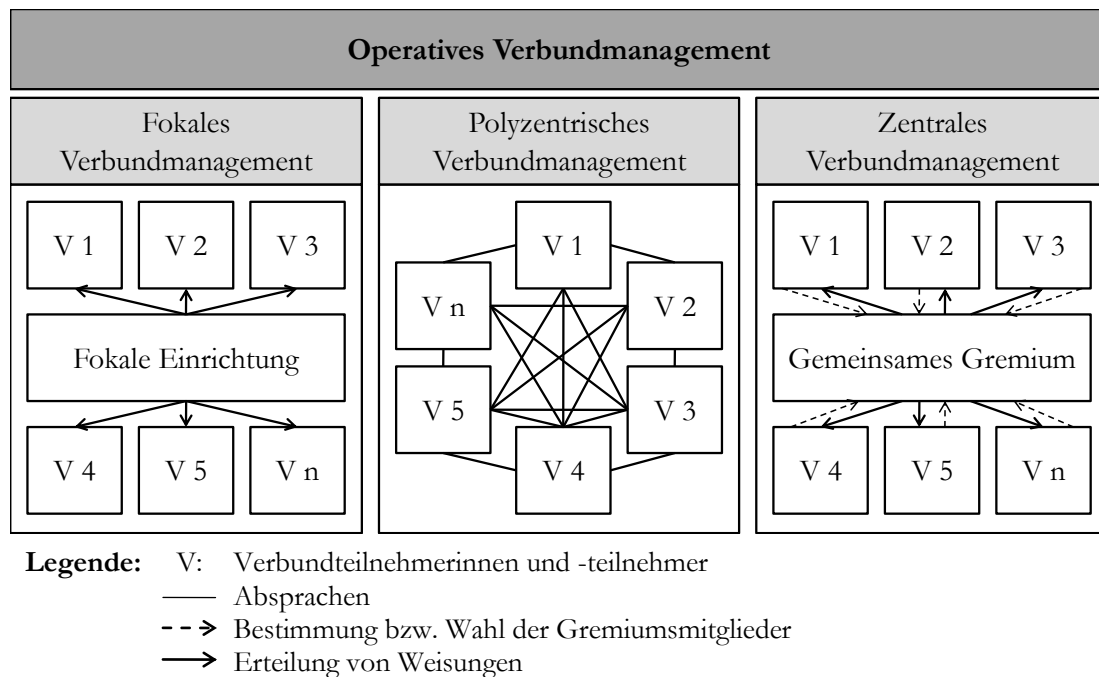 Operatives Verbundmanagement
Fokales
Verbundmanagement
V 1
V 2
V 3
Fokale Einrichtung
V 4
V 5
V n
Polyzentrisches
Verbundmanagement
V 1
V n
V 2
V 5
V 3
V 4
Zentrales
Verbundmanagement
V 1
V 2
V 3
Gemeinsames Gremium
V 4
V 5
V n
Legende: V: Verbundteilnehmerinnen und -teilnehmer
Absprachen
Bestimmung bzw. Wahl der Gremiumsmitglieder
Erteilung von Weisungen